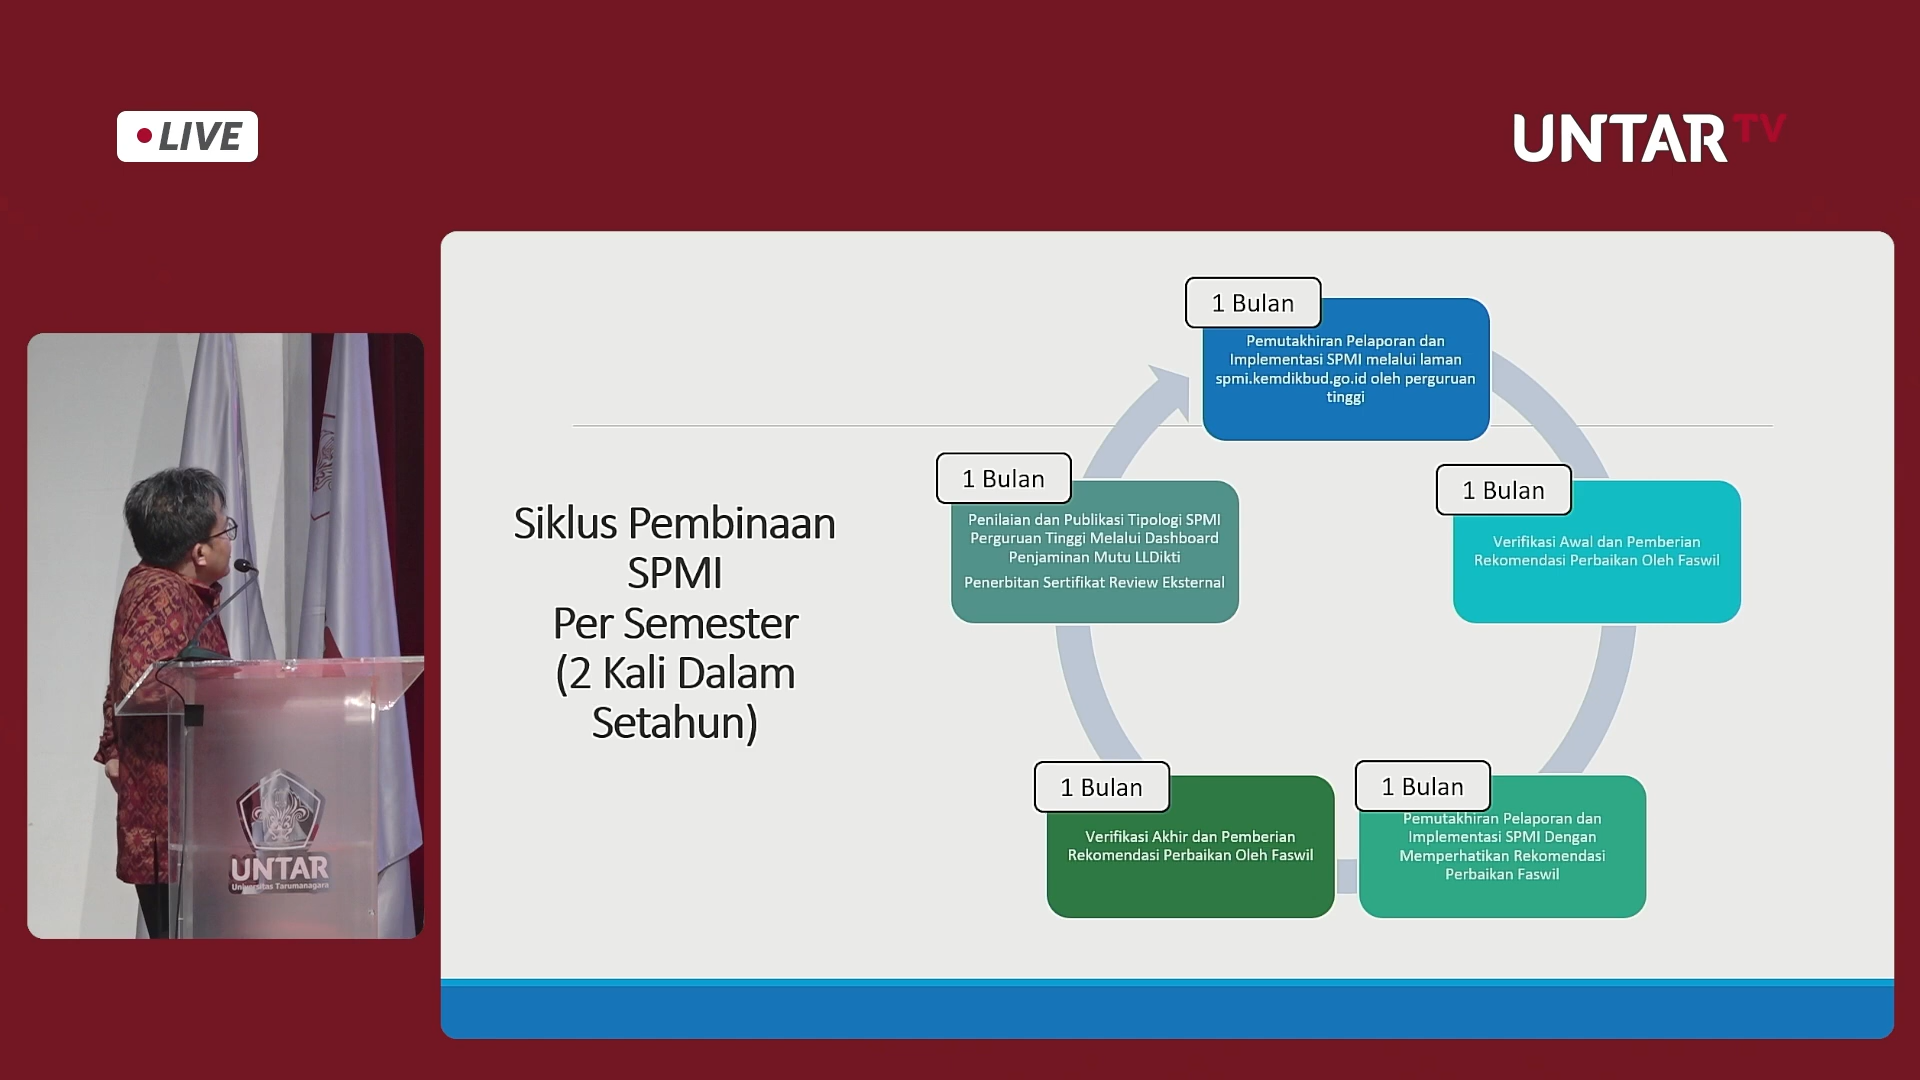 LIVE
UNTAR TV
Siklus Pembinaan
SPMI
Per Semester
(2 Kali Dalam
Setahun)
1 Bulan
Pemutakhiran Pelaporan dan
Implementasi SPMI melalui laman
spmi.kemdikbud.go.id oleh perguruan
tinggi
1 Bulan
Verifikasi Awal dan Pemberian
Rekomendasi Perbaikan Oleh Faswil
1 Bulan
Pemutakhiran Pelaporan dan
Implementasi SPMI Dengan
Memperhatikan Rekomendasi
Perbaikan Faswil
1 Bulan
Verifikasi Akhir dan Pemberian
Rekomendasi Perbaikan Oleh Faswil
1 Bulan
Penilaian dan Publikasi Tipologi SPMI
Perguruan Tinggi Melalui Dashboard
Penjaminan Mutu LLDikti
Penerbitan Sertifikat Review Eksternal
UNTAR
Universitas Tarumanagara